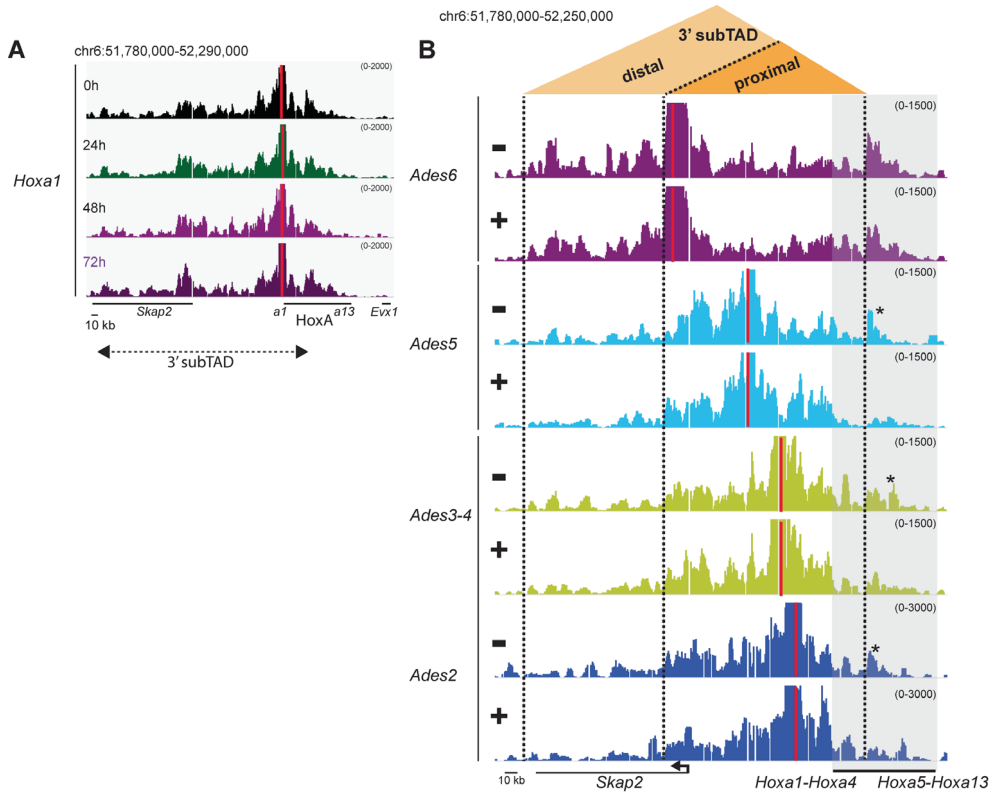 A
chr6:51,780,000-52,290,000
(0-2000)
0h
(0-2000)
24h
Hoxa1
(0-2000)
48h
(0-2000)
72h
Skap2
a1
a13
Evx1
10 kb
HoxA
3' subTAD
chr6:51,780,000-52,250,000
B
3' subTAD
distal
proximal
(0-1500)
-
Ades6
(0-1500)
+
(0-1500)
-
*
Ades5
(0-1500)
+
(0-1500)
-
*
Ades3-4
(0-1500)
+
(0-3000)
-
*
Ades2
(0-3000)
+
10 kb
Skap2
Hoxa1-Hoxa4
Hoxa5-Hoxa13